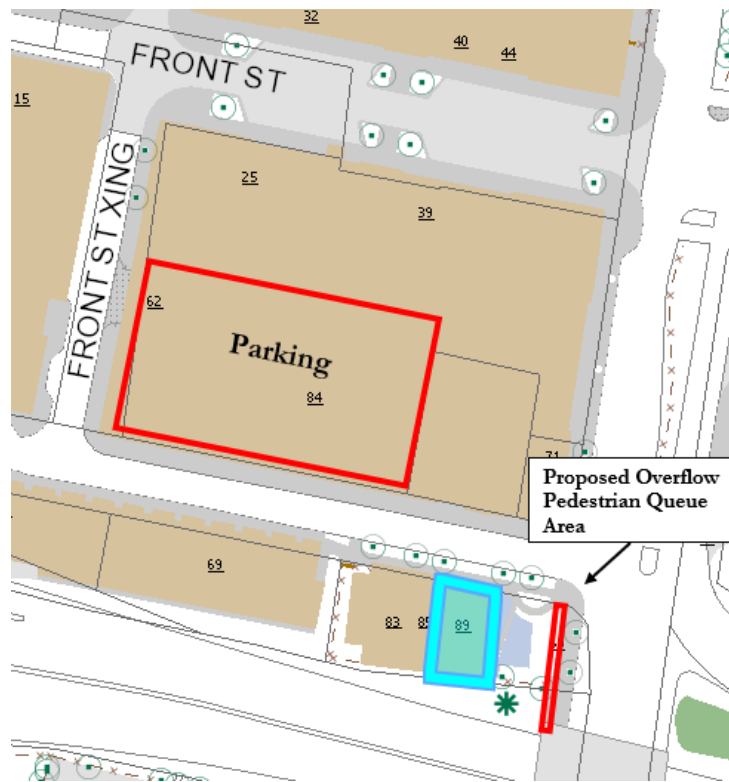 32
40
44
FRONT ST
15
25
39
FRONT ST XING
62
Parking
84
71
Proposed Overflow
Pedestrian Queue
Area
69
83
89